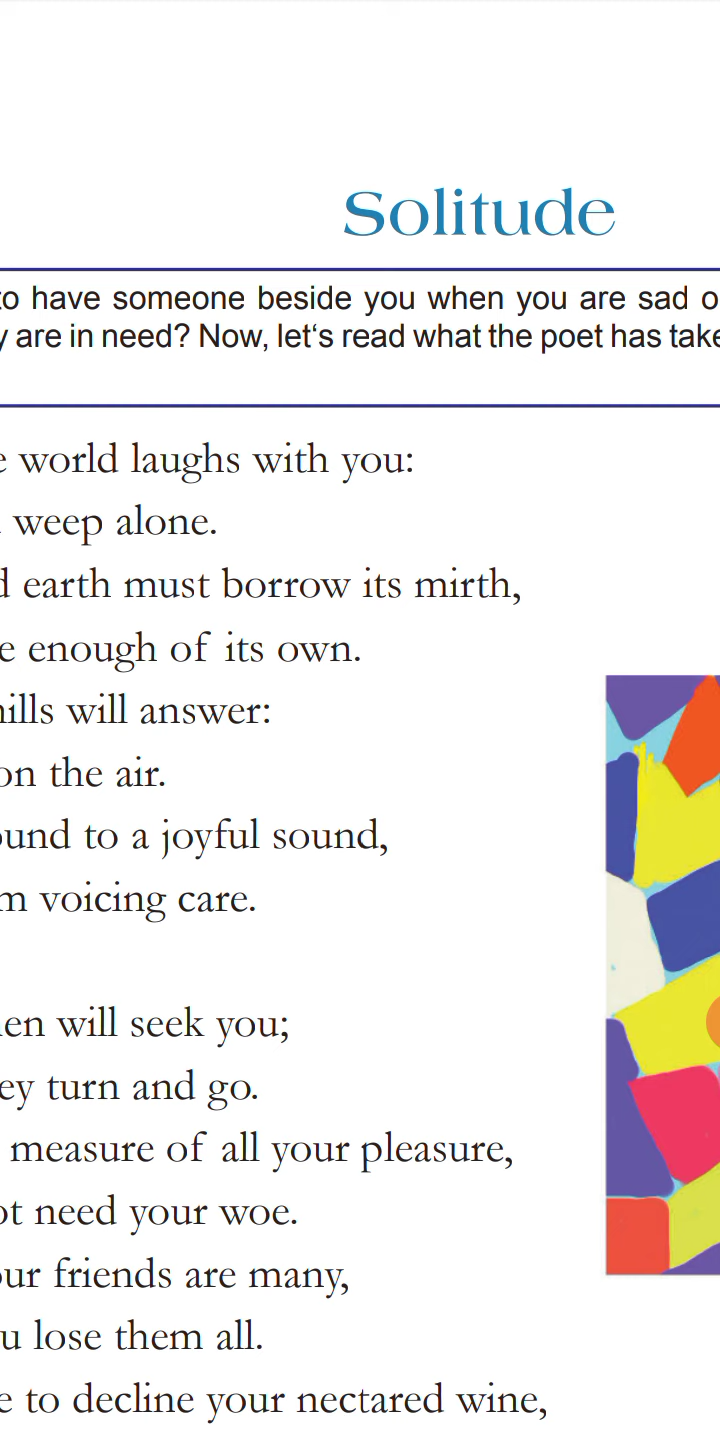 Solitude
to have someone beside you when you are sad o
y are in need? Now, let‘s read what the poet has take
e world laughs with you:
weep alone.
d earth must borrow its mirth,
e enough of its own.
hills will answer:
on the air.
ound to a joyful sound,
m voicing care.
en will seek you;
ey turn and go.
measure of all your pleasure,
ot need your woe.
our friends are many,
u lose them all.
e to decline your nectared wine,